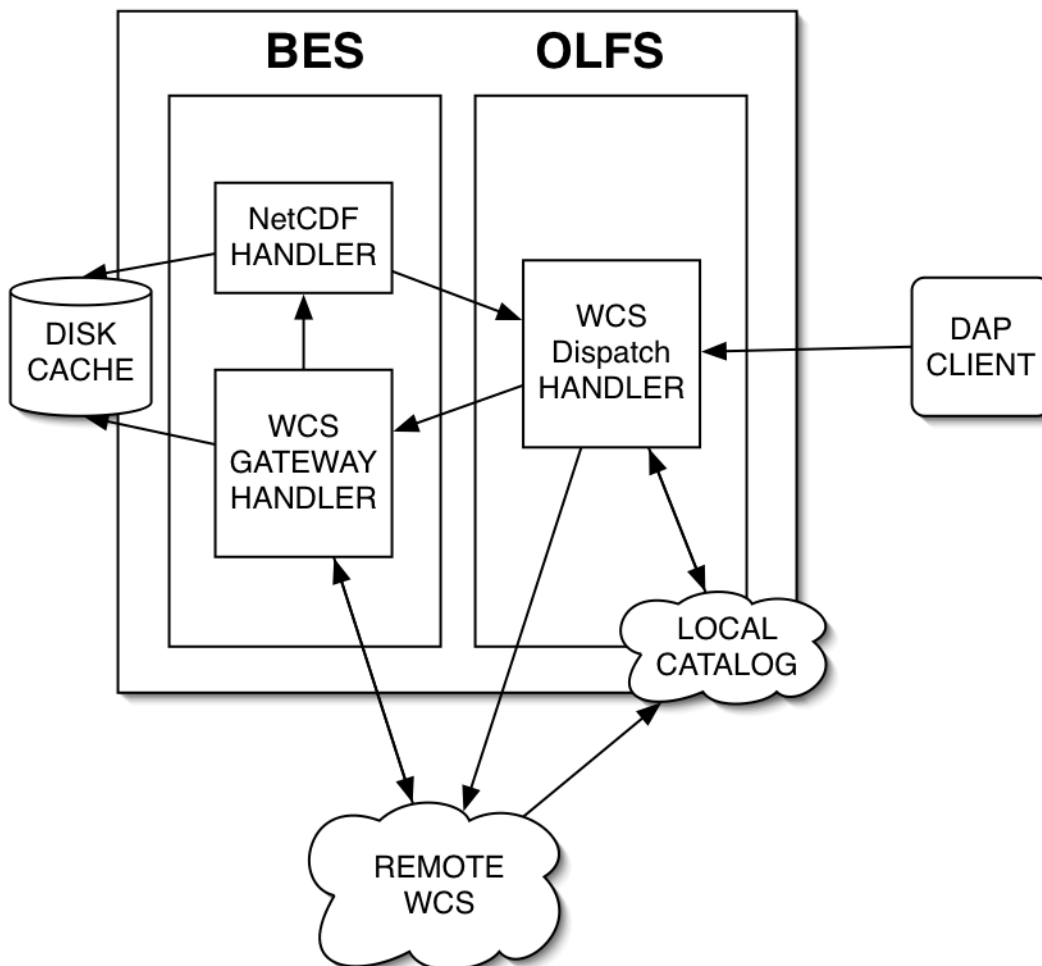 BES
OLFS
NetCDF
HANDLER
WCS
Dispatch
HANDLER
DISK
CACHE
DAP
CLIENT
WCS
GATEWAY
HANDLER
LOCAL
CATALOG
REMOTE
WCS